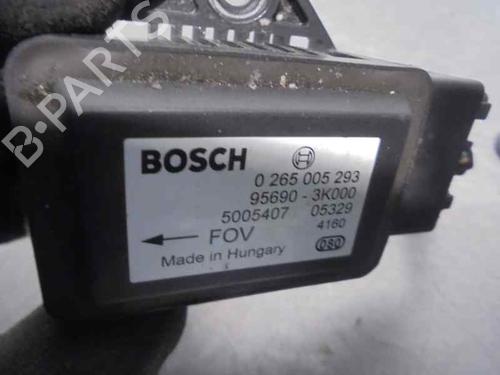 B-PARTS
BOSCH
0 265 005 293
95690 - 3K000
5005407 05329
4160
← FOV
Made in Hungary 080